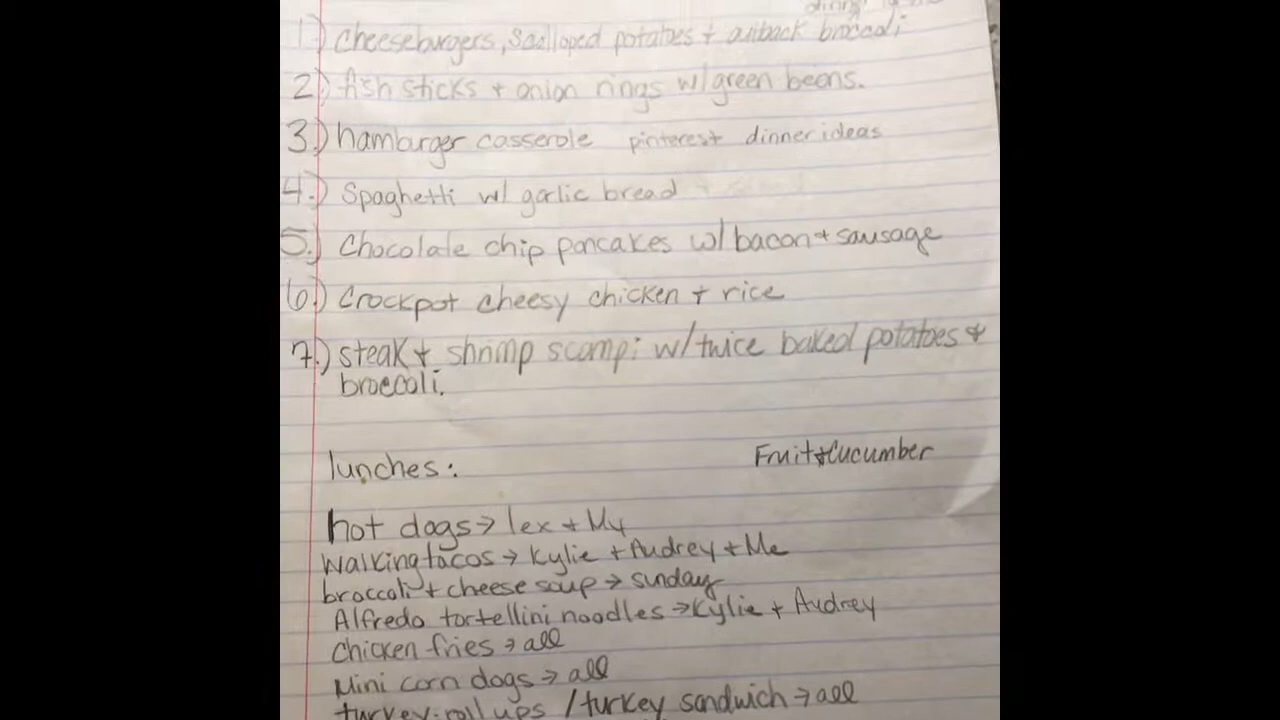 1.) Cheeseburgers, Scalloped potatoes + outback broccoli
2.) fish sticks + onion rings w/green beans.
3.) hamburger casserole pinterest dinner ideas
4.) Spaghetti w/ garlic bread
5.) Chocolate chip pancakes w/ bacon + sausage
6.) Crockpot cheesy chicken + rice
7.) steak + shrimp scampi w/twice baked potatoes +
broccoli.
Fruit+Cucumber
lunches:
hot dogs → lex + My
Walking tacos → Kylie + Audrey + Me
broccoli + cheese soup → sunday
Alfredo tortellini noodles → Kylie + Audrey
Chicken fries → all
Mini corn dogs → all
turkey roll ups / turkey sandwich → all